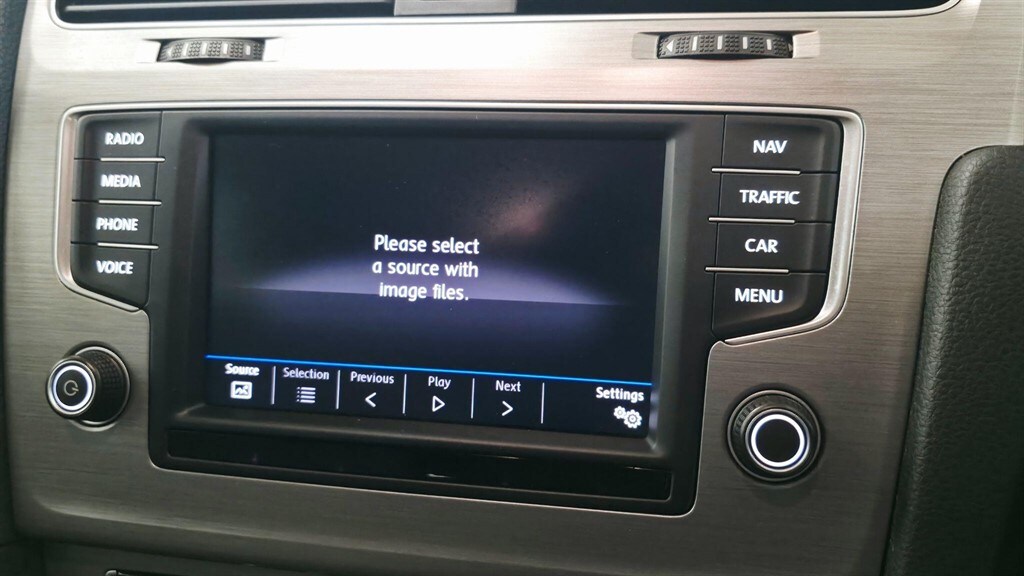 RADIO
MEDIA
PHONE
VOICE
NAV
TRAFFIC
CAR
MENU
Please select
a source with
image files.
Source
Selection
Previous
Play
Next
Settings